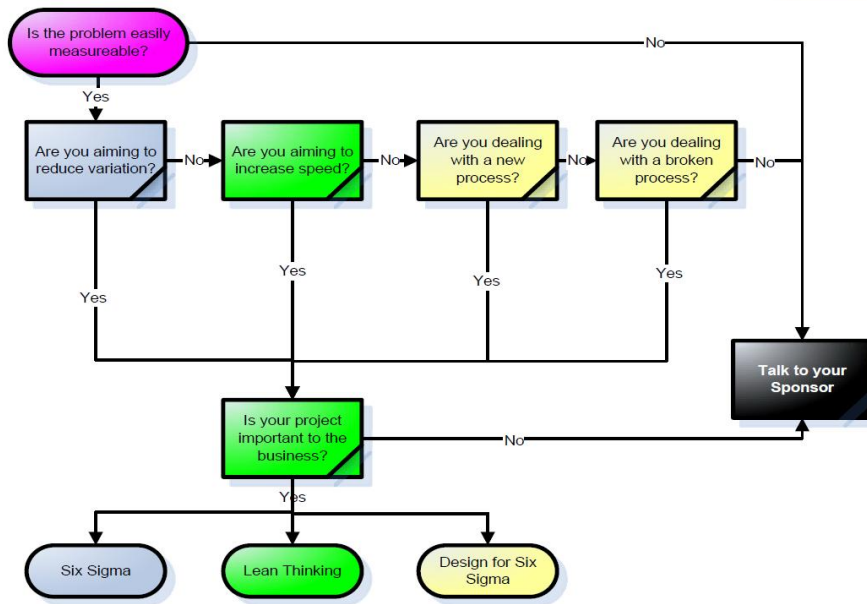 Is the problem easily
measureable?
No
Yes
Are you aiming to
reduce variation?
No
Are you aiming to
increase speed?
No
Are you dealing
with a new
process?
No
Are you dealing
with a broken
process?
No
Yes
Yes
Yes
Yes
Talk to your
Sponsor
Is your project
important to the
business?
No
Yes
Six Sigma
Lean Thinking
Design for Six
Sigma